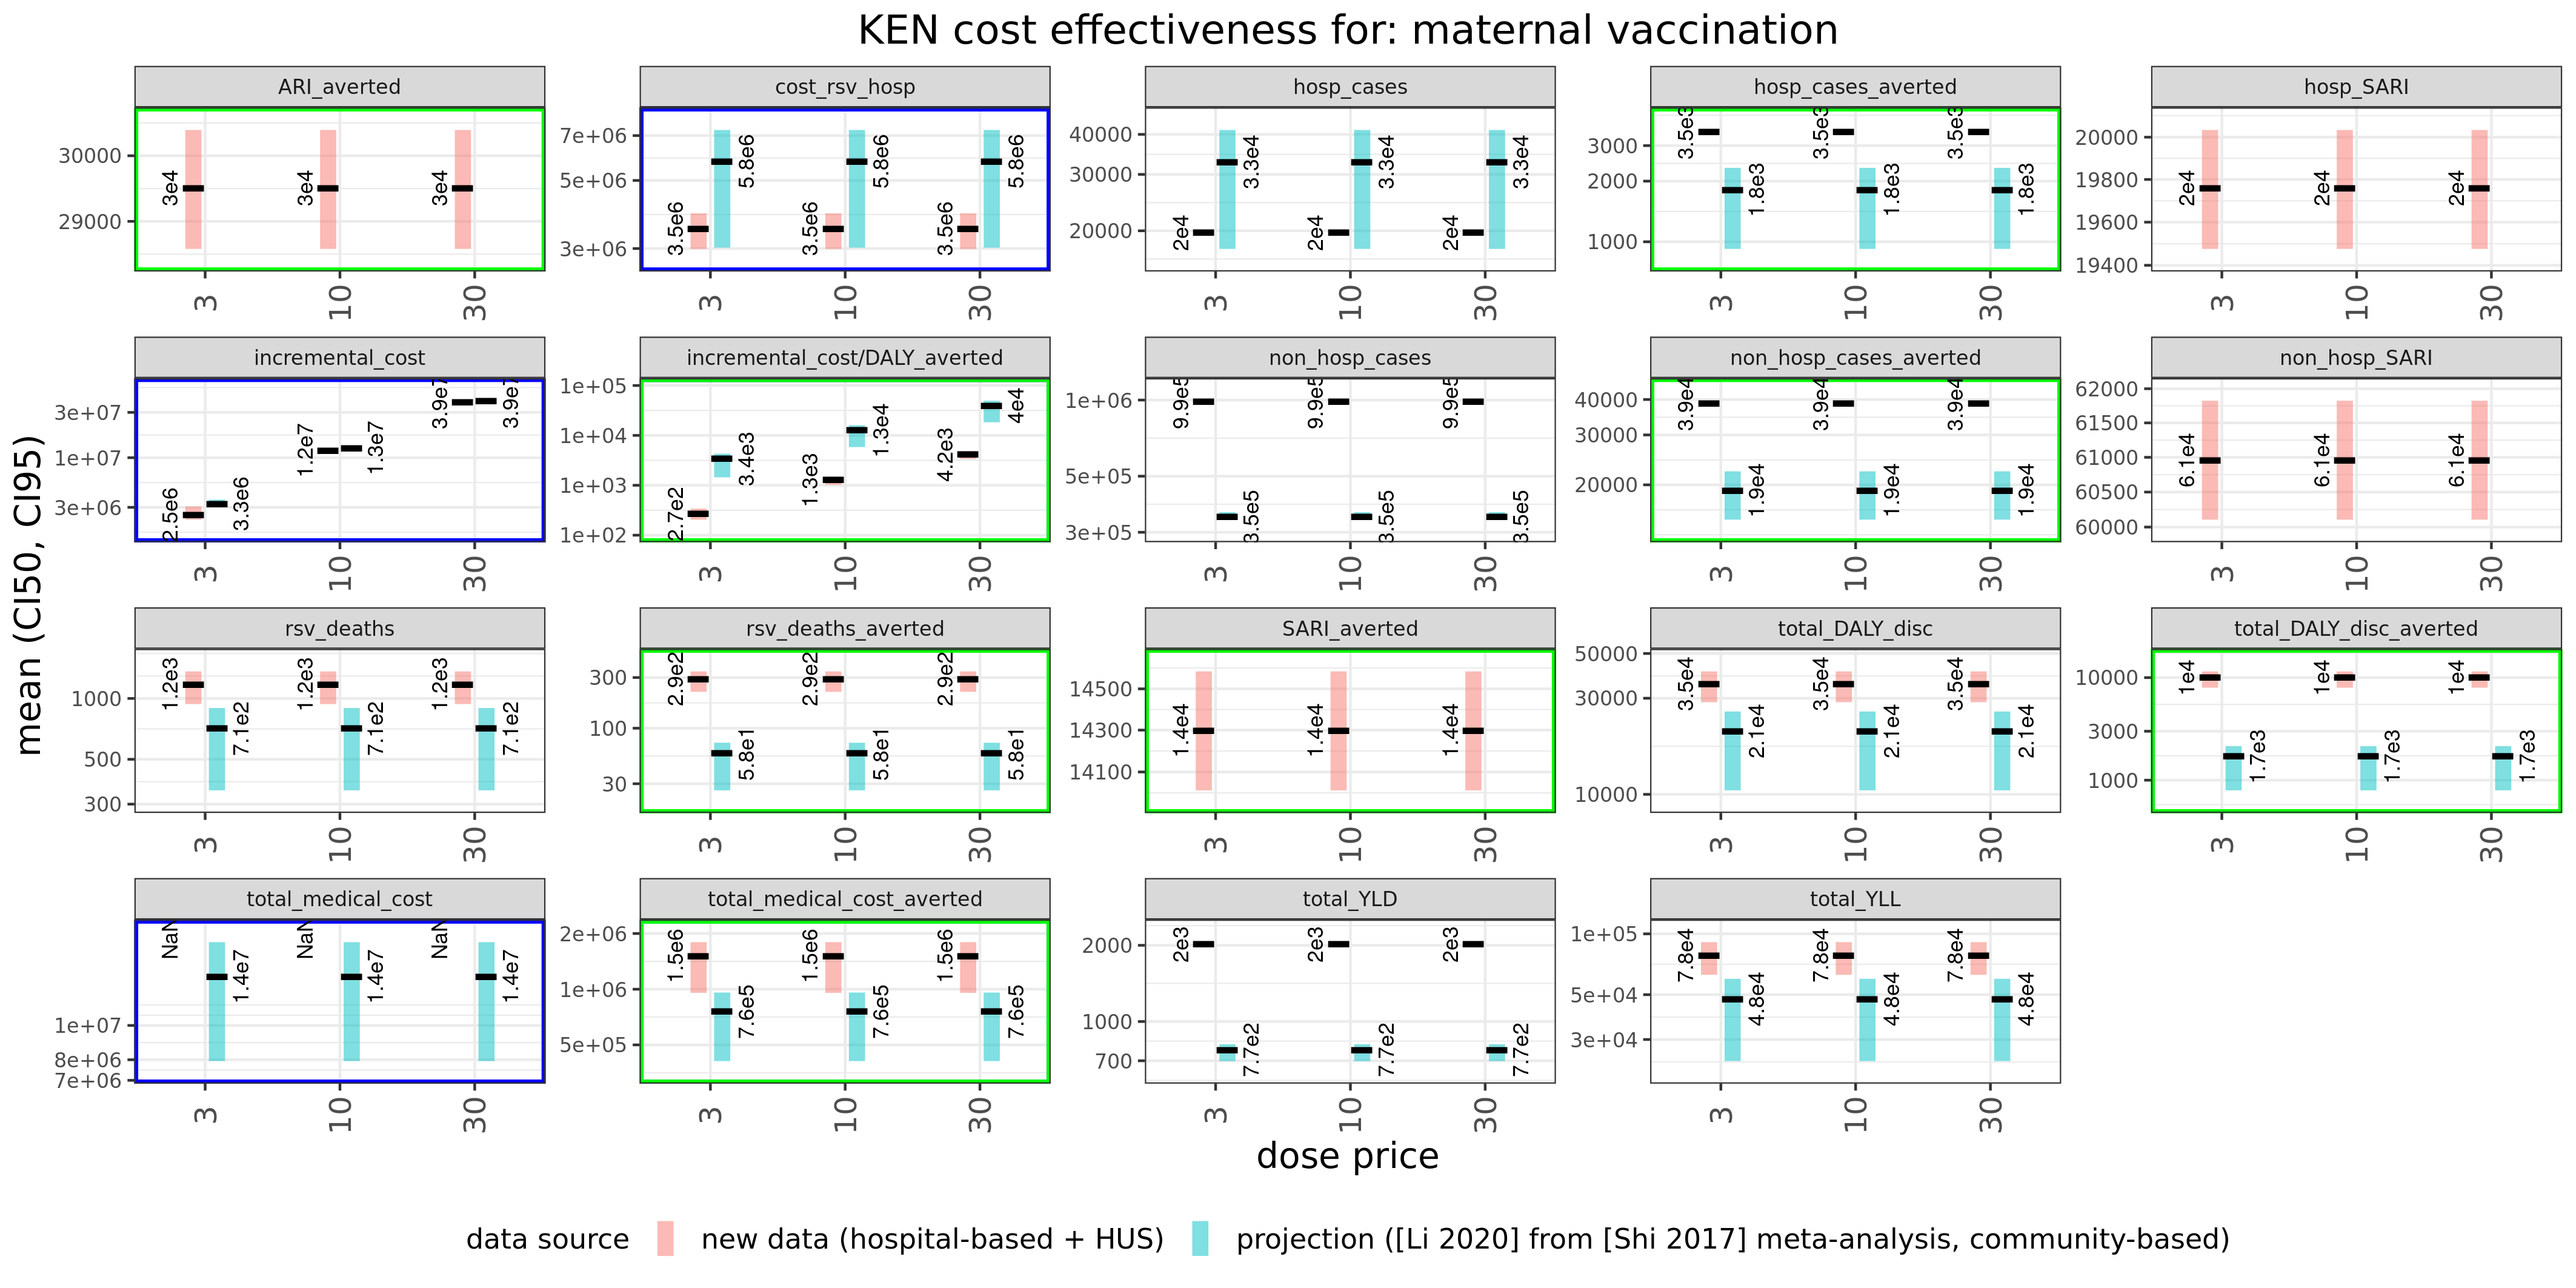 KEN cost effectiveness for: maternal vaccination
ARI_averted
cost_rsv_hosp
hosp_cases
hosp_cases_averted
hosp_SARI
30000
29000
3e4
3e4
3e4
3
10
30
7e+06
5e+06
3e+06
3.5e6
5.8e6
3.5e6
5.8e6
3.5e6
5.8e6
3
10
30
40000
30000
20000
2e4
3.3e4
2e4
3.3e4
2e4
3.3e4
3
10
30
3000
2000
1000
3.5e3
1.8e3
3.5e3
1.8e3
3.5e3
1.8e3
3
10
30
20000
19800
19600
19400
2e4
2e4
2e4
3
10
30
incremental_cost
incremental_cost/DALY_averted
non_hosp_cases
non_hosp_cases_averted
non_hosp_SARI
3e+07
1e+07
3e+06
2.5e6
3.3e6
1.2e7
1.3e7
3.9e7
3.9e7
3
10
30
1e+05
1e+04
1e+03
1e+02
2.7e2
3.4e3
1.3e3
1.3e4
4.2e3
4e4
3
10
30
1e+06
5e+05
3e+05
9.9e5
3.5e5
9.9e5
3.5e5
9.9e5
3.5e5
3
10
30
40000
30000
20000
3.9e4
1.9e4
3.9e4
1.9e4
3.9e4
1.9e4
3
10
30
62000
61500
61000
60500
60000
6.1e4
6.1e4
6.1e4
3
10
30
mean (CI50, CI95)
rsv_deaths
rsv_deaths_averted
SARI_averted
total_DALY_disc
total_DALY_disc_averted
1000
500
300
1.2e3
7.1e2
1.2e3
7.1e2
1.2e3
7.1e2
3
10
30
300
100
30
2.9e2
5.8e1
2.9e2
5.8e1
2.9e2
5.8e1
3
10
30
14500
14300
14100
1.4e4
1.4e4
1.4e4
3
10
30
50000
30000
10000
3.5e4
2.1e4
3.5e4
2.1e4
3.5e4
2.1e4
3
10
30
10000
3000
1000
1e4
1.7e3
1e4
1.7e3
1e4
1.7e3
3
10
30
total_medical_cost
total_medical_cost_averted
total_YLD
total_YLL
1e+07
8e+06
7e+06
NaN
1.4e7
NaN
1.4e7
NaN
1.4e7
3
10
30
2e+06
1e+06
5e+05
1.5e6
7.6e5
1.5e6
7.6e5
1.5e6
7.6e5
3
10
30
2000
1000
700
2e3
7.7e2
2e3
7.7e2
2e3
7.7e2
3
10
30
1e+05
5e+04
3e+04
7.8e4
4.8e4
7.8e4
4.8e4
7.8e4
4.8e4
3
10
30
dose price
data source
new data (hospital-based + HUS)
projection ([Li 2020] from [Shi 2017] meta-analysis, community-based)